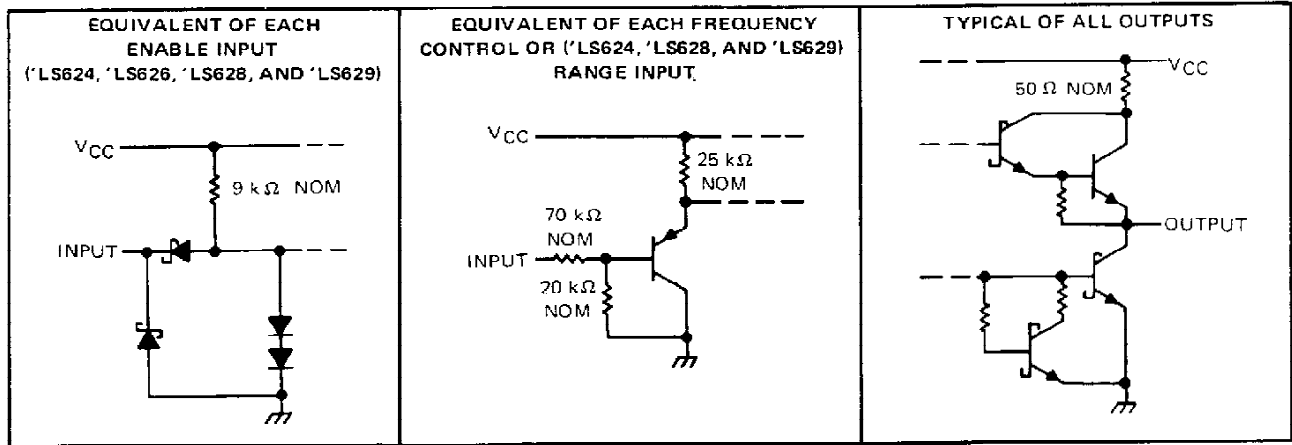 EQUIVALENT OF EACH
ENABLE INPUT
('LS624, 'LS626, 'LS628, AND 'LS629)
VCC
9 kΩ NOM
INPUT
EQUIVALENT OF EACH FREQUENCY
CONTROL OR ('LS624, 'LS628, AND 'LS629)
RANGE INPUT
VCC
25 kΩ
NOM
70 kΩ
NOM
INPUT
20 kΩ
NOM
TYPICAL OF ALL OUTPUTS
VCC
50 Ω NOM
OUTPUT